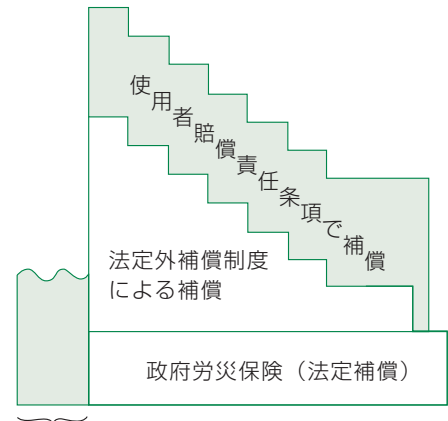 使用者賠償責任条項で補償
法定外補償制度
による補償
政府労災保険（法定補償）